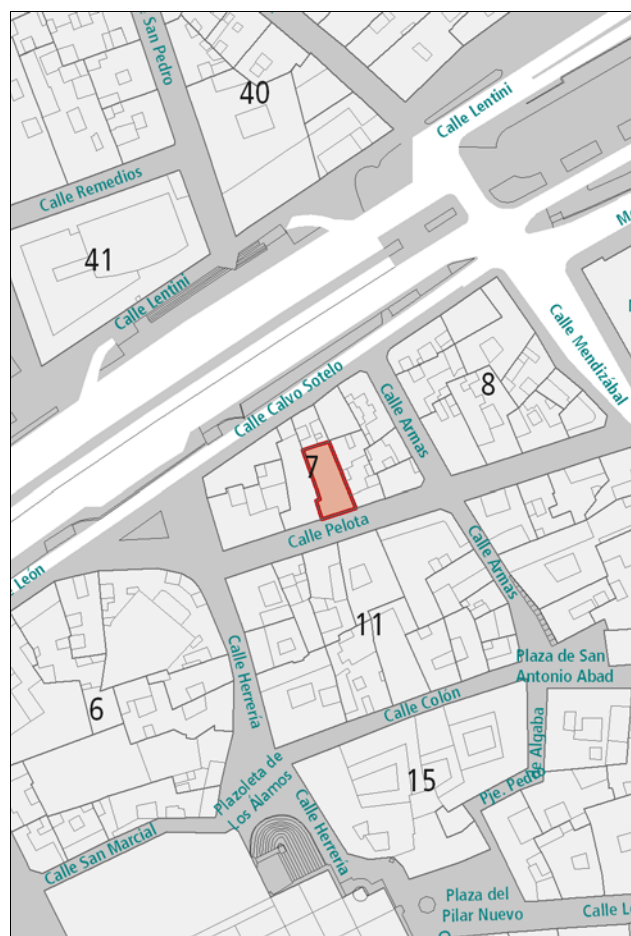 San Pedro
40
Calle Lentini
Calle Remedios
41
Calle Lentini
Calle Mendizábal
8
Calle Calvo Sotelo
Calle Armas
7
Calle Pelota
León
Calle Armas
11
Calle Herrería
Plaza de San
Antonio Abad
6
Calle Colon
Plazoleta de
Los Álamos
15
Pje. Pedro
de Algaba
Calle Herrería
Calle San Marcial
Plaza del
Pilar Nuevo